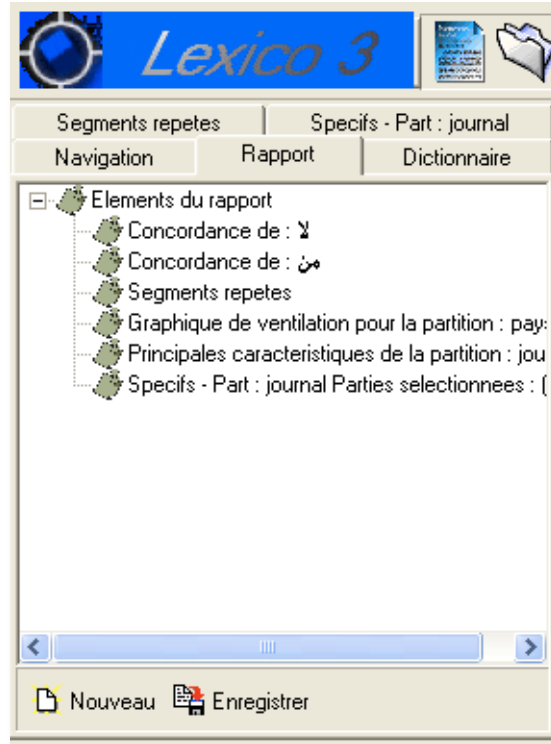 Lexico 3
Segments repetes
Specifs - Part : journal
Navigation
Rapport
Dictionnaire
Elements du rapport
Concordance de : لا
Concordance de : من
Segments repetes
Graphique de ventilation pour la partition : pay
Principales caracteristiques de la partition : jou
Specifs - Part : journal Parties selectionnees : (
Nouveau
Enregistrer